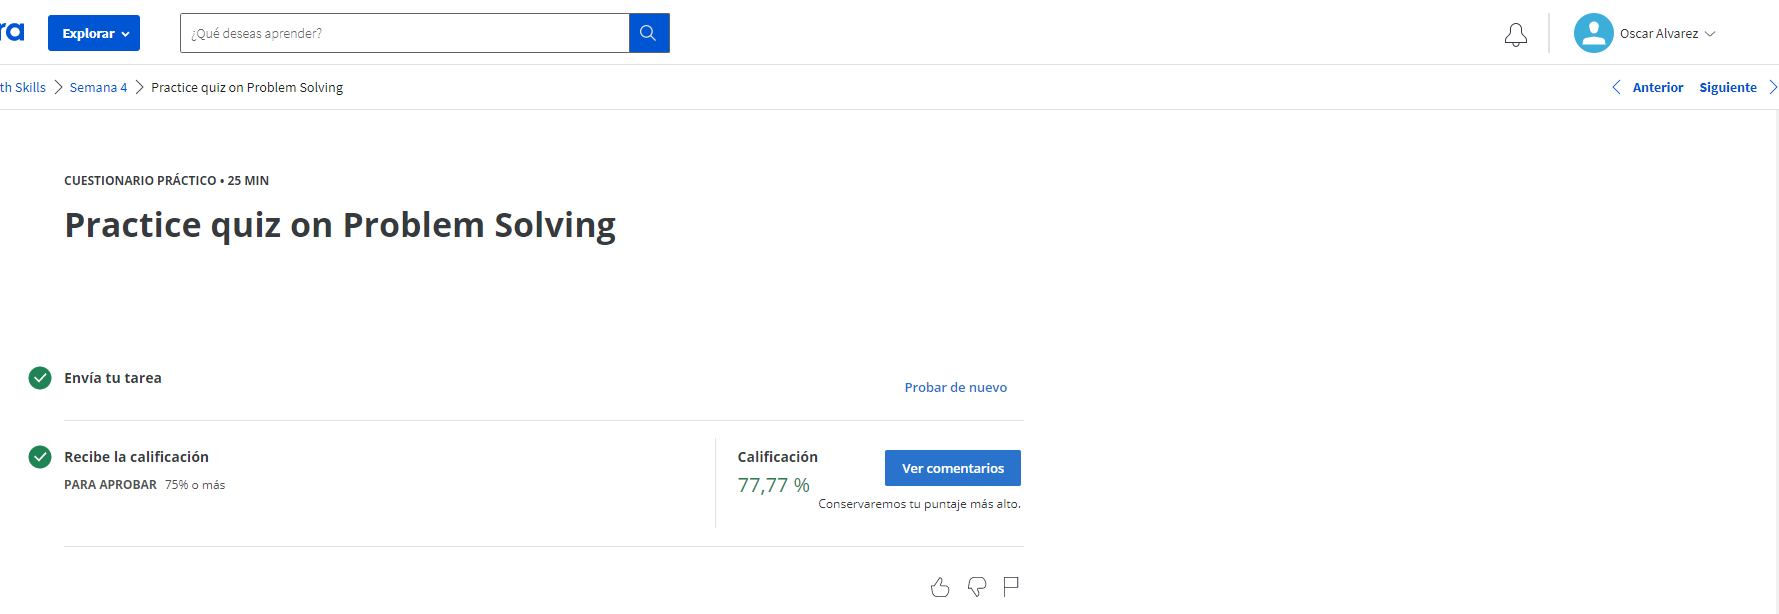 ra
Explorar
¿Qué deseas aprender?
Oscar Alvarez
th Skills
Semana 4
Practice quiz on Problem Solving
Anterior
Siguiente
CUESTIONARIO PRÁCTICO • 25 MIN
Practice quiz on Problem Solving
Envía tu tarea
Probar de nuevo
Recibe la calificación
PARA APROBAR 75% o más
Calificación
77,77 %
Ver comentarios
Conservaremos tu puntaje más alto.